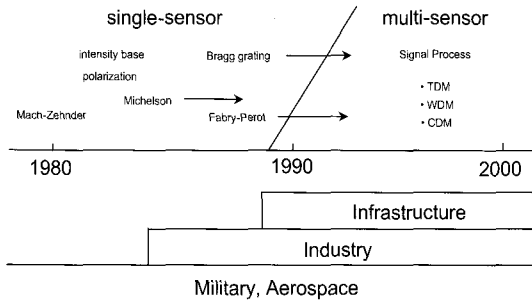 single-sensor
multi-sensor
intensity base
Bragg grating
Signal Process
polarization
• TDM
Michelson
• WDM
Mach-Zehnder
Fabry-Perot
• CDM
1980
1990
2000
Infrastructure
Industry
Military, Aerospace